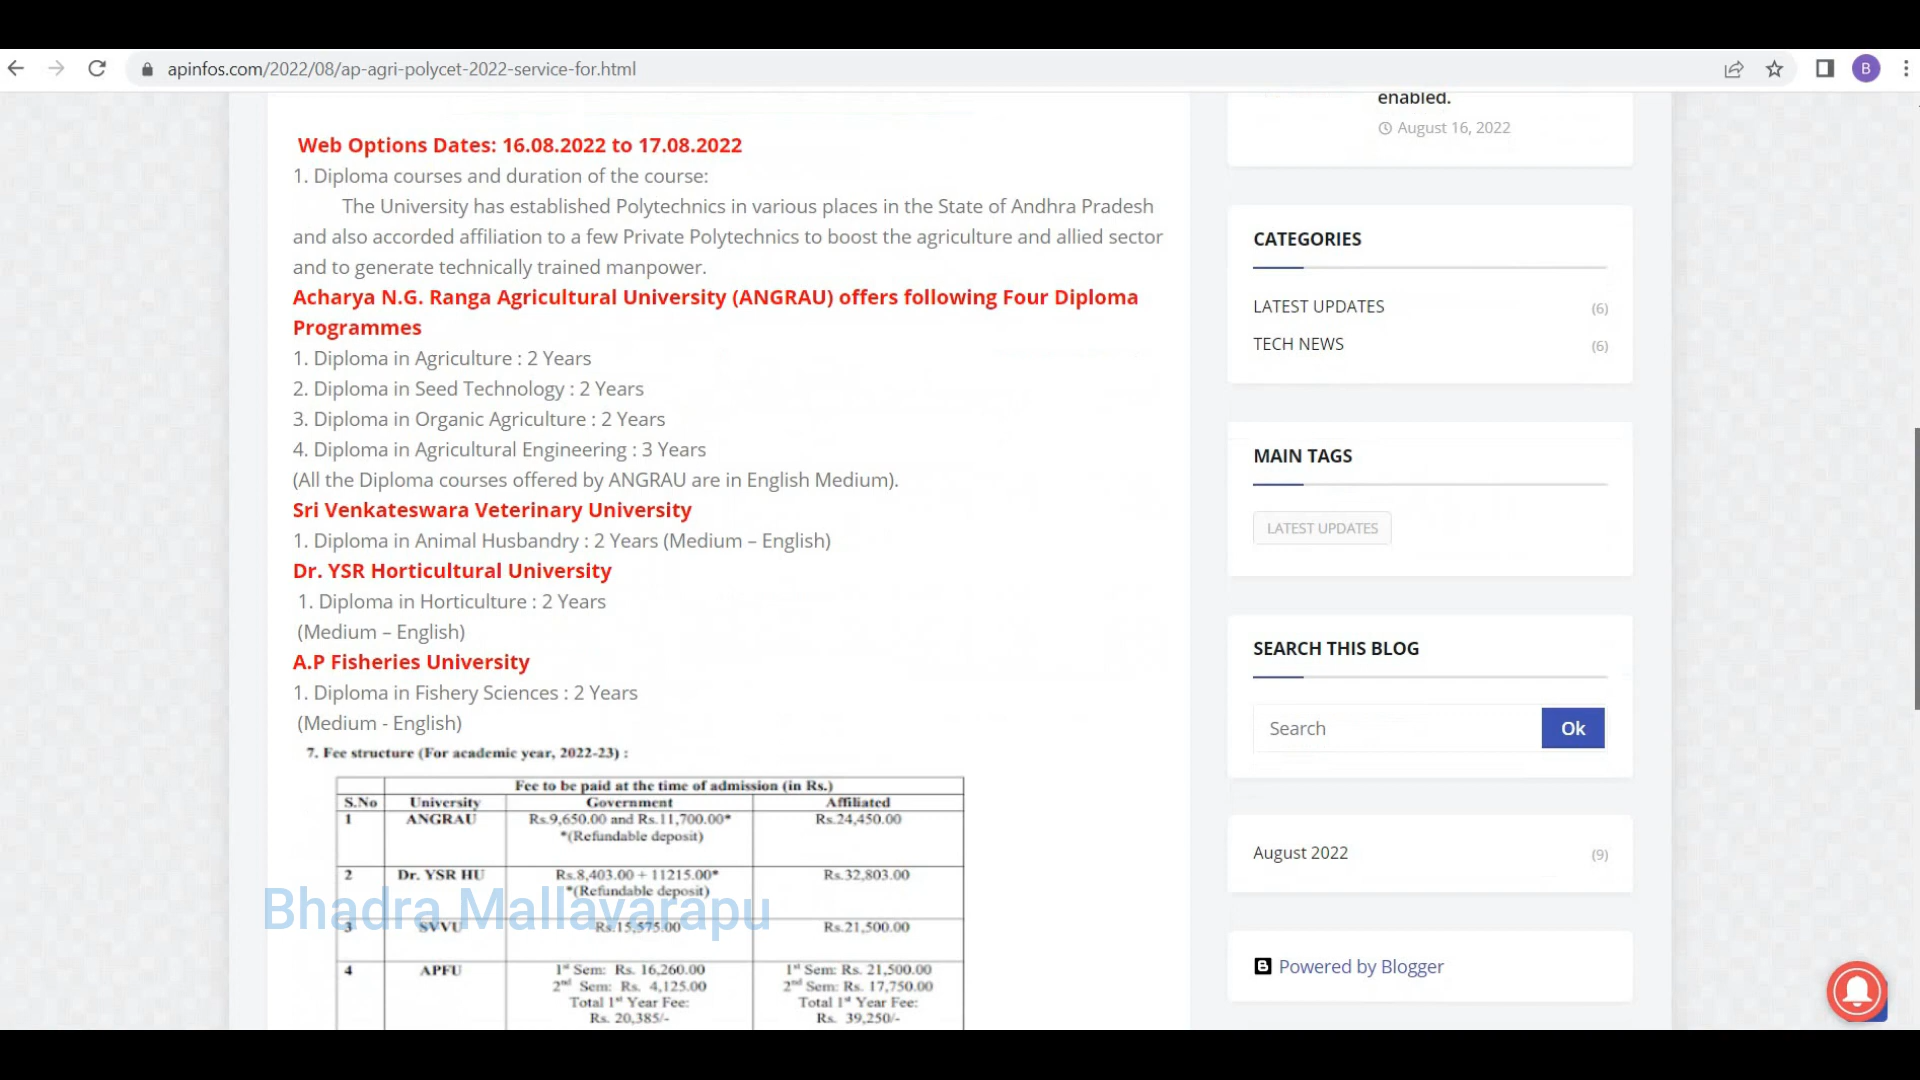 apinfos.com/2022/08/ap-agri-polycet-2022-service-for.html
B
Web Options Dates: 16.08.2022 to 17.08.2022
1. Diploma courses and duration of the course:
The University has established Polytechnics in various places in the State of Andhra Pradesh
and also accorded affiliation to a few Private Polytechnics to boost the agriculture and allied sector
and to generate technically trained manpower.
Acharya N.G. Ranga Agricultural University (ANGRAU) offers following Four Diploma
Programmes
1. Diploma in Agriculture : 2 Years
2. Diploma in Seed Technology : 2 Years
3. Diploma in Organic Agriculture : 2 Years
4. Diploma in Agricultural Engineering : 3 Years
(All the Diploma courses offered by ANGRAU are in English Medium).
Sri Venkateswara Veterinary University
1. Diploma in Animal Husbandry : 2 Years (Medium – English)
Dr. YSR Horticultural University
1. Diploma in Horticulture : 2 Years
(Medium – English)
A.P Fisheries University
1. Diploma in Fishery Sciences : 2 Years
(Medium - English)
7. Fee structure (For academic year, 2022-23) :
Fee to be paid at the time of admission (in Rs.)
S.No University Government Affiliated
1 ANGRAU Rs.9,650.00 and Rs.11,700.00* Rs.24,450.00
*(Refundable deposit)
2 Dr. YSR HU Rs.8,403.00 + 11215.00* Rs.32,803.00
*(Refundable deposit)
Bhadra Mallavarapu
3 SVVU Rs.15,575.00 Rs.21,500.00
4 APFU 1st Sem: Rs. 16,260.00 1st Sem: Rs. 21,500.00
2nd Sem: Rs. 4,125.00 2nd Sem: Rs. 17,750.00
Total 1st Year Fee: Total 1st Year Fee:
Rs. 20,385/- Rs. 39,250/-
enabled.
August 16, 2022
CATEGORIES
LATEST UPDATES (6)
TECH NEWS (6)
MAIN TAGS
LATEST UPDATES
SEARCH THIS BLOG
Search Ok
August 2022 (9)
Powered by Blogger